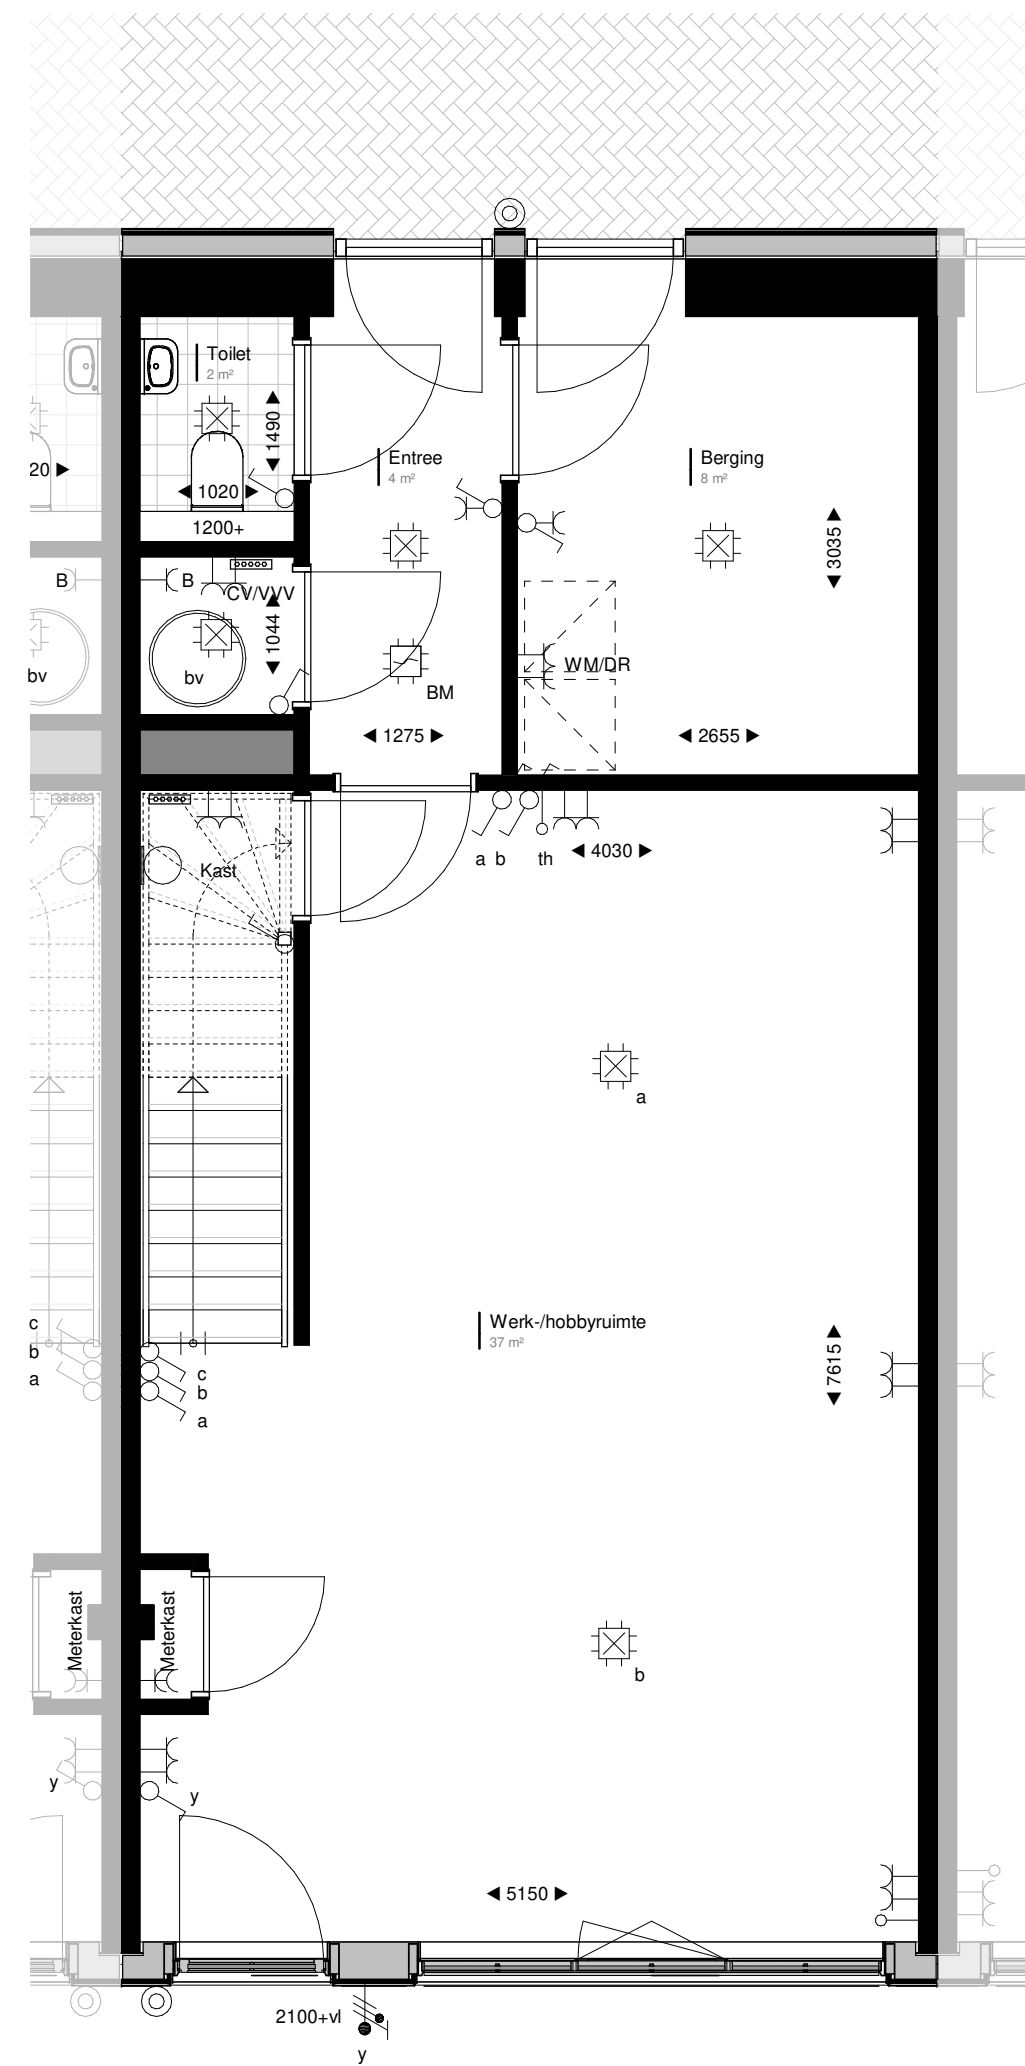 Toilet
2 m²
1490
20
1020
1200+
Entree
4 m²
Berging
8 m²
3035
B
B
CV/VVV
1044
bv
bv
BM
WM/DR
1275
2655
a b
th
4030
Kast
a
Werk-/hobbyruimte
37 m²
7615
c
b
a
c
b
a
Meterkast
Meterkast
b
y
y
5150
2100+vl
y